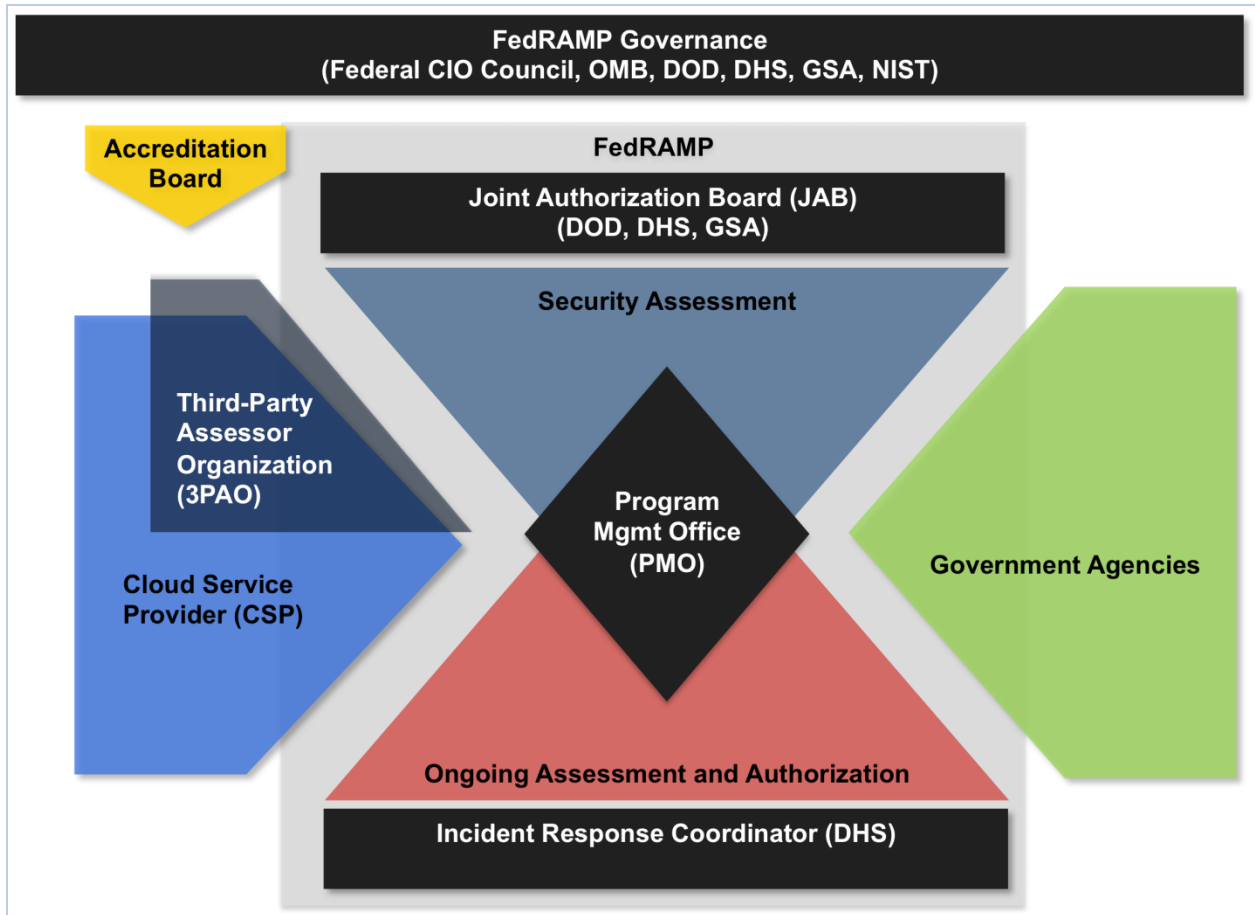 FedRAMP Governance
(Federal CIO Council, OMB, DOD, DHS, GSA, NIST)
Accreditation
Board
FedRAMP
Joint Authorization Board (JAB)
(DOD, DHS, GSA)
Security Assessment
Third-Party
Assessor
Organization
(3PAO)
Program
Mgmt Office
(PMO)
Cloud Service
Provider (CSP)
Government Agencies
Ongoing Assessment and Authorization
Incident Response Coordinator (DHS)